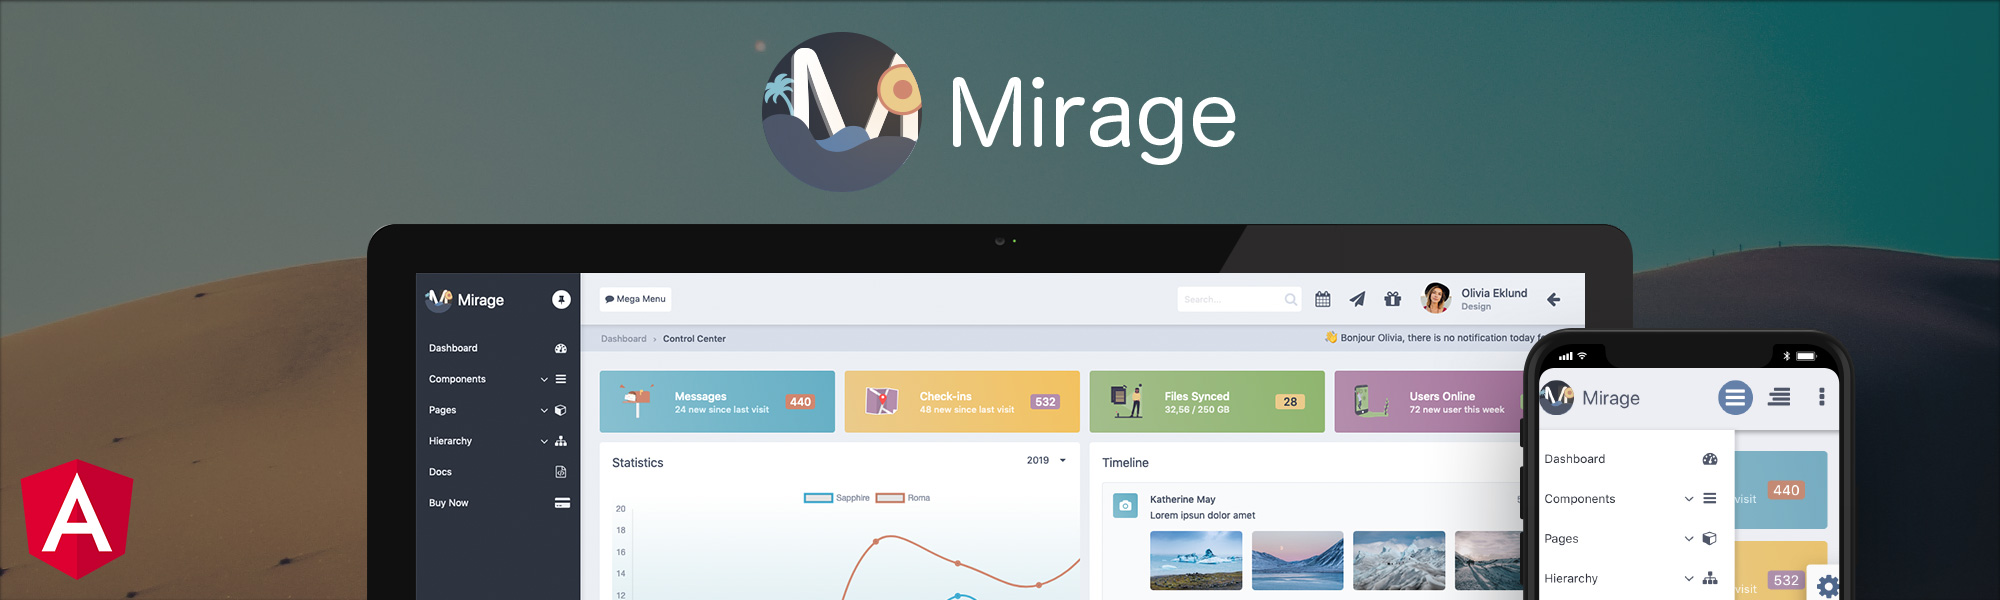 Mirage
Mirage
Mega Menu
Search...
Olivia Eklund
Design
Dashboard › Control Center
Bonjour Olivia, there is no notification today
Dashboard
Components
Pages
Hierarchy
Docs
Buy Now
Messages
24 new since last visit
440
Check-ins
48 new since last visit
532
Files Synced
32,56 / 250 GB
28
Users Online
72 new user this week
Statistics
2019
Sapphire
Roma
20
18
16
14
12
Timeline
Katherine May
Lorem ipsun dolor amet
Mirage
Dashboard
Components
Pages
Hierarchy
visit
440
visit
532
A